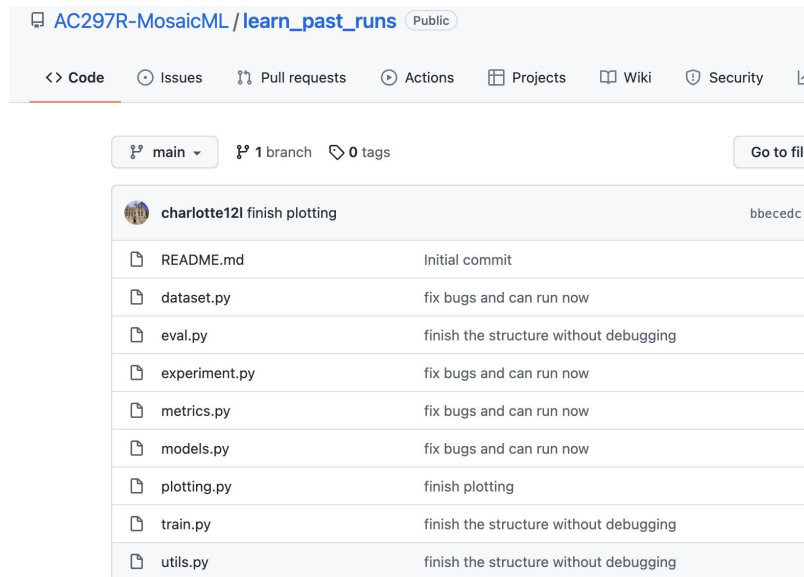 AC297R-MosaicML / learn_past_runs Public
Code Issues Pull requests Actions Projects Wiki Security
main 1 branch 0 tags Go to fil
charlotte12l finish plotting bbecedc
README.md Initial commit
dataset.py fix bugs and can run now
eval.py finish the structure without debugging
experiment.py fix bugs and can run now
metrics.py fix bugs and can run now
models.py fix bugs and can run now
plotting.py finish plotting
train.py finish the structure without debugging
utils.py finish the structure without debugging